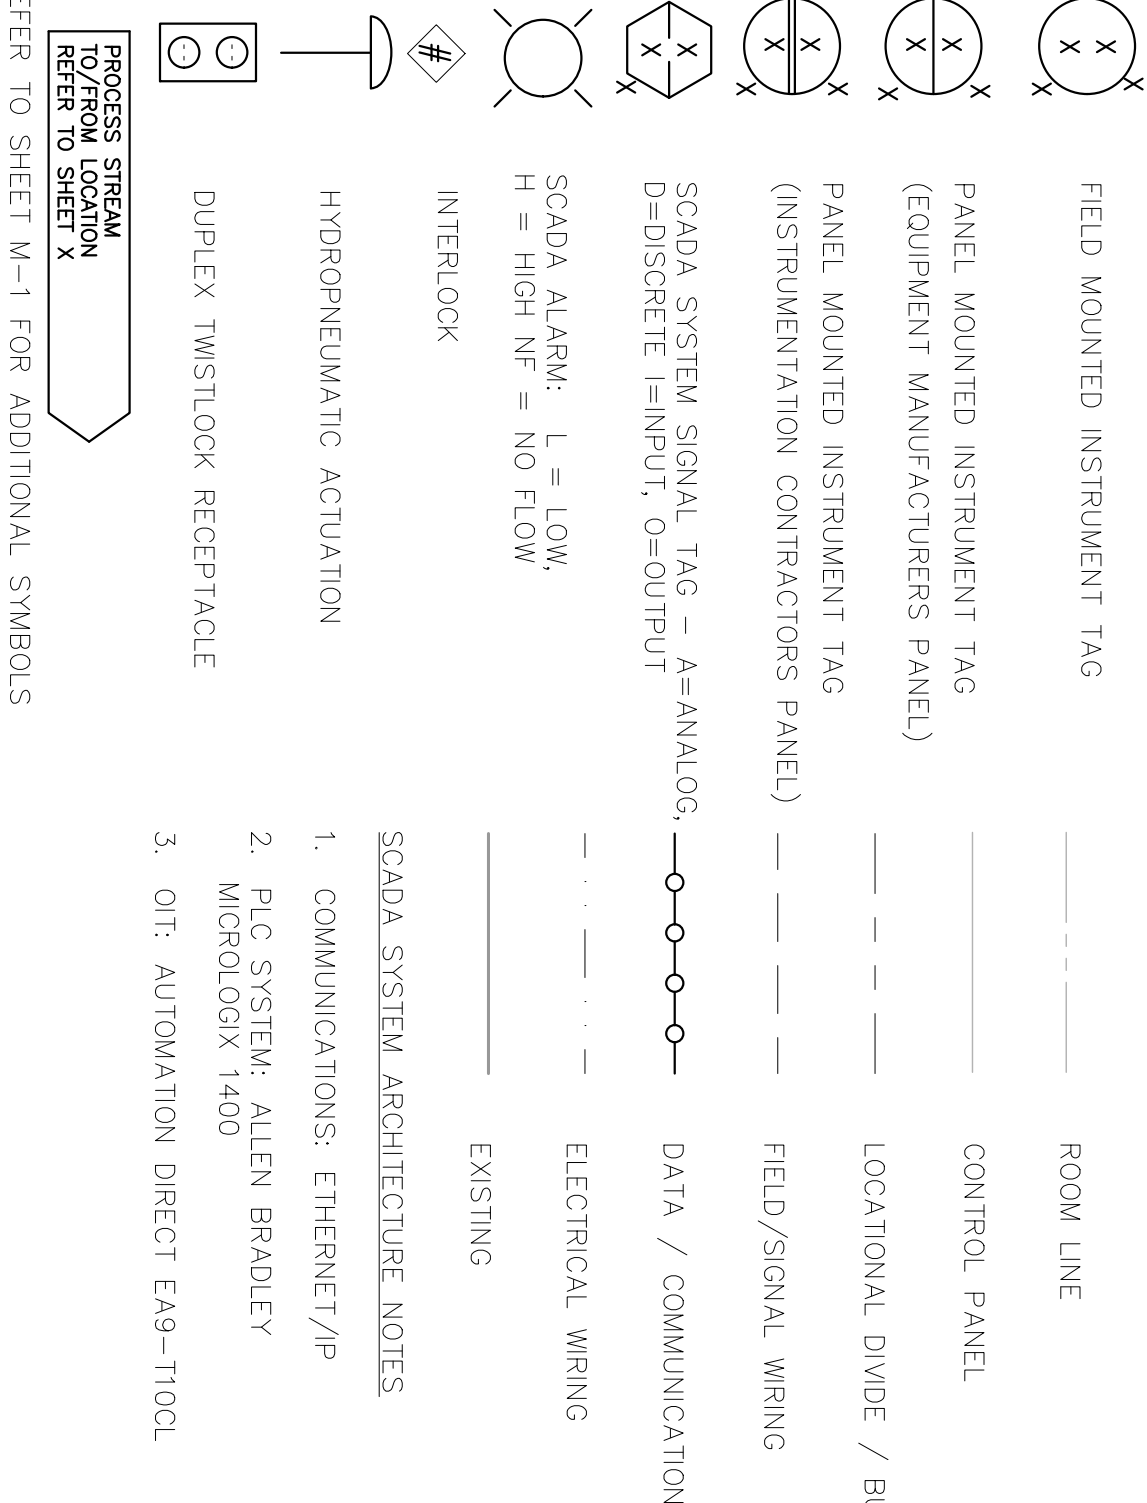 X X
X X
FIELD MOUNTED INSTRUMENT TAG
X X
X X
PANEL MOUNTED INSTRUMENT TAG
(EQUIPMENT MANUFACTURERS PANEL)
X X
X X
PANEL MOUNTED INSTRUMENT TAG
(INSTRUMENTATION CONTRACTORS PANEL)
X X
X
SCADA SYSTEM SIGNAL TAG – A=ANALOG,
D=DISCRETE I=INPUT, O=OUTPUT
SCADA ALARM: L = LOW,
H = HIGH NF = NO FLOW
#
INTERLOCK
HYDROPNEUMATIC ACTUATION
DUPLEX TWISTLOCK RECEPTACLE
PROCESS STREAM
TO/FROM LOCATION
REFER TO SHEET X
TO SHEET M–1 FOR ADDITIONAL SYMBOLS
ROOM LINE
CONTROL PANEL
LOCATIONAL DIVIDE /
FIELD/SIGNAL WIRING
DATA / COMMUNICATION
ELECTRICAL WIRING
EXISTING
SCADA SYSTEM ARCHITECTURE NOTES
1. COMMUNICATIONS: ETHERNET/IP
2. PLC SYSTEM: ALLEN BRADLEY
MICROLOGIX 1400
3. OIT: AUTOMATION DIRECT EA9–T10CL